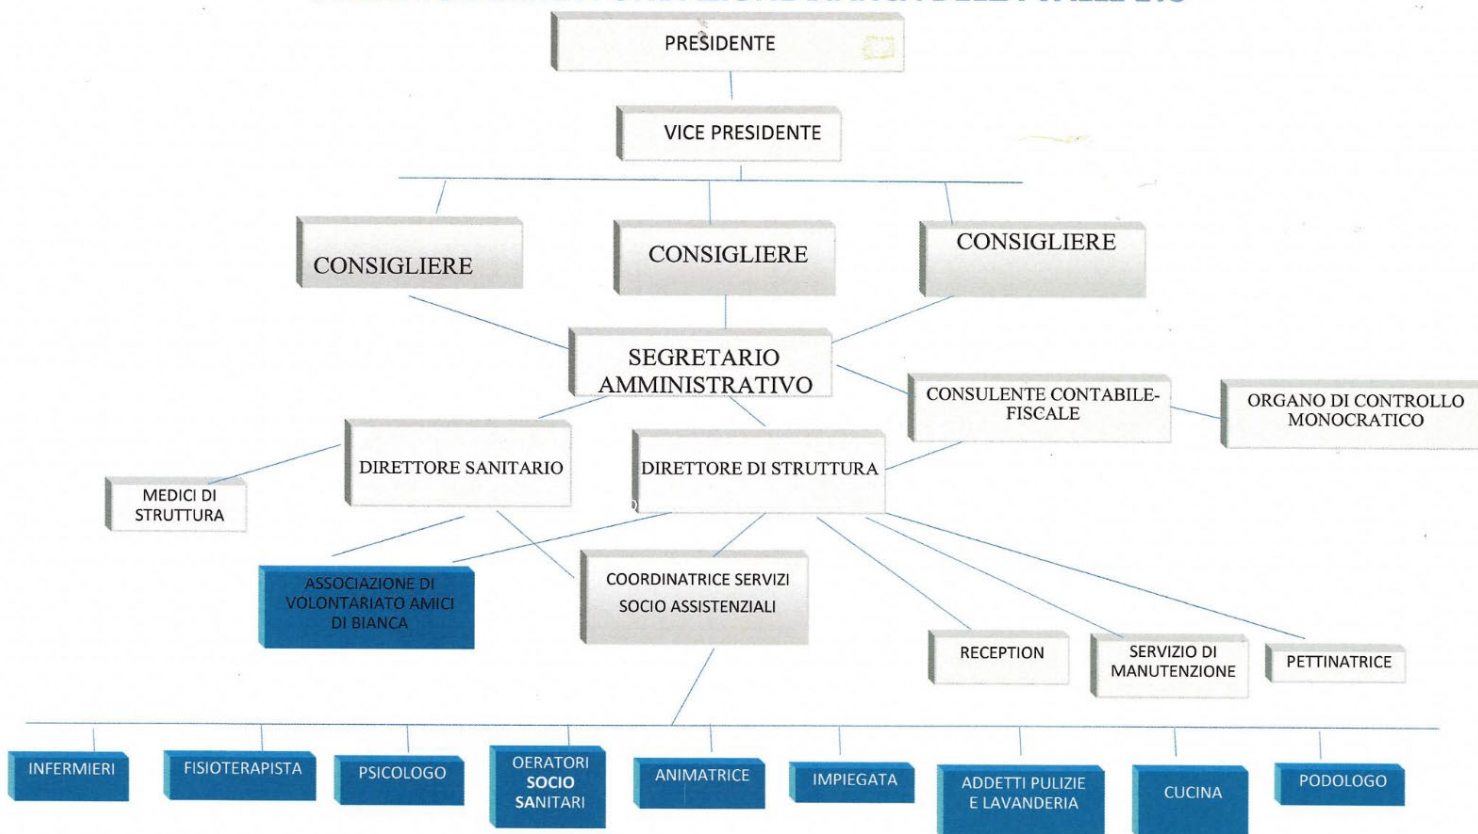 PRESIDENTE
VICE PRESIDENTE
CONSIGLIERE
CONSIGLIERE
CONSIGLIERE
SEGRETARIO
AMMINISTRATIVO
CONSULENTE CONTABILE-
FISCALE
ORGANO DI CONTROLLO
MONOCRATICO
DIRETTORE SANITARIO
DIRETTORE DI STRUTTURA
MEDICI DI
STRUTTURA
ASSOCIAZIONE DI
VOLONTARIATO AMICI
DI BIANCA
COORDINATRICE SERVIZI
SOCIO ASSISTENZIALI
RECEPTION
SERVIZIO DI
MANUTENZIONE
PETTINATRICE
INFERMIERI
FISIOTERAPISTA
PSICOLOGO
OERATORI
SOCIO
SANITARI
ANIMATRICE
IMPIEGATA
ADDETTI PULIZIE
E LAVANDERIA
CUCINA
PODOLOGO